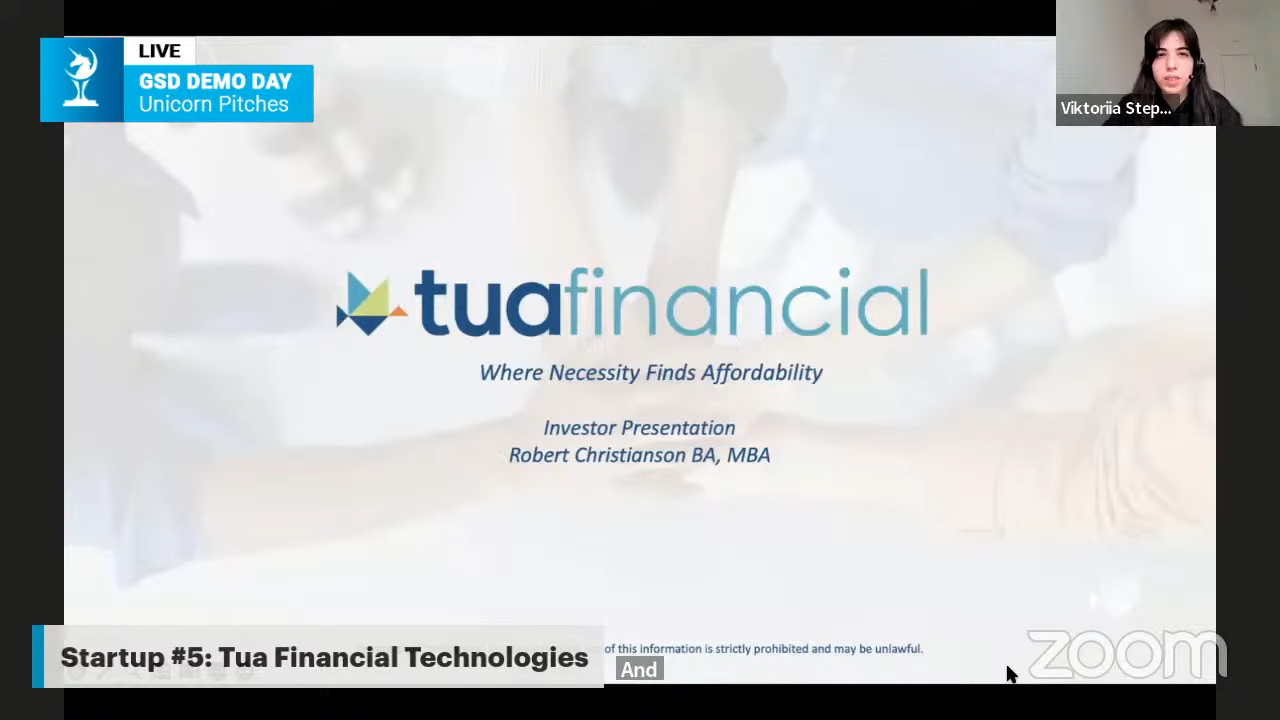 LIVE
GSD DEMO DAY
Unicorn Pitches
Viktoriia Step...
tuafinancial
Where Necessity Finds Affordability
Investor Presentation
Robert Christianson BA, MBA
of this information is strictly prohibited and may be unlawful.
Startup #5: Tua Financial Technologies
And
zoom